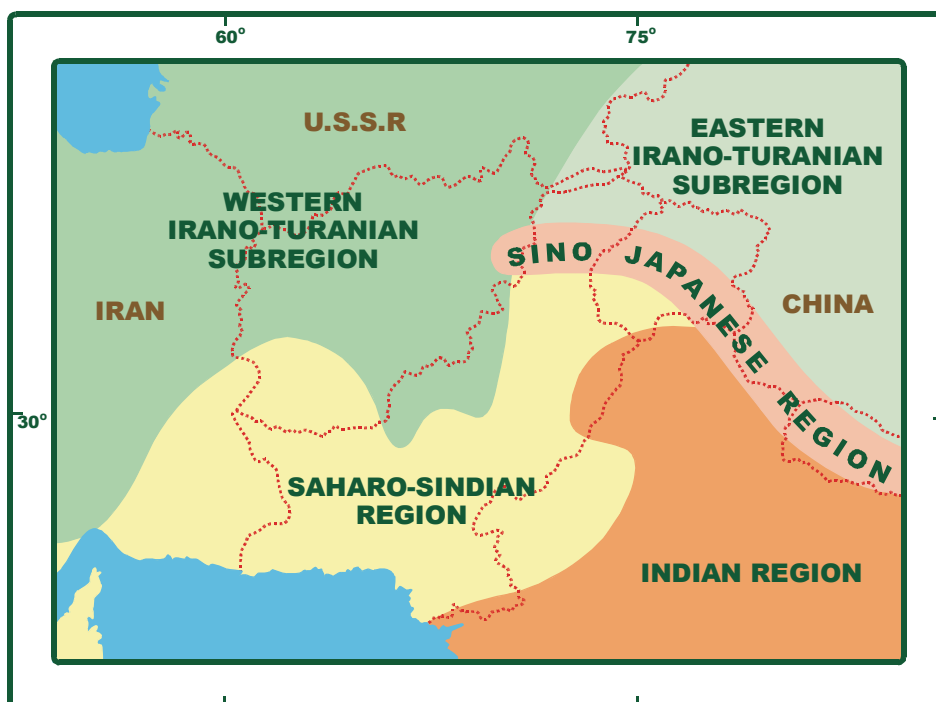 60° 75°
U.S.S.R
EASTERN
IRANO-TURANIAN
SUBREGION
WESTERN
IRANO-TURANIAN
SUBREGION
SINO JAPANESE REGION
IRAN
CHINA
30°
SAHARO-SINDIAN
REGION
INDIAN REGION